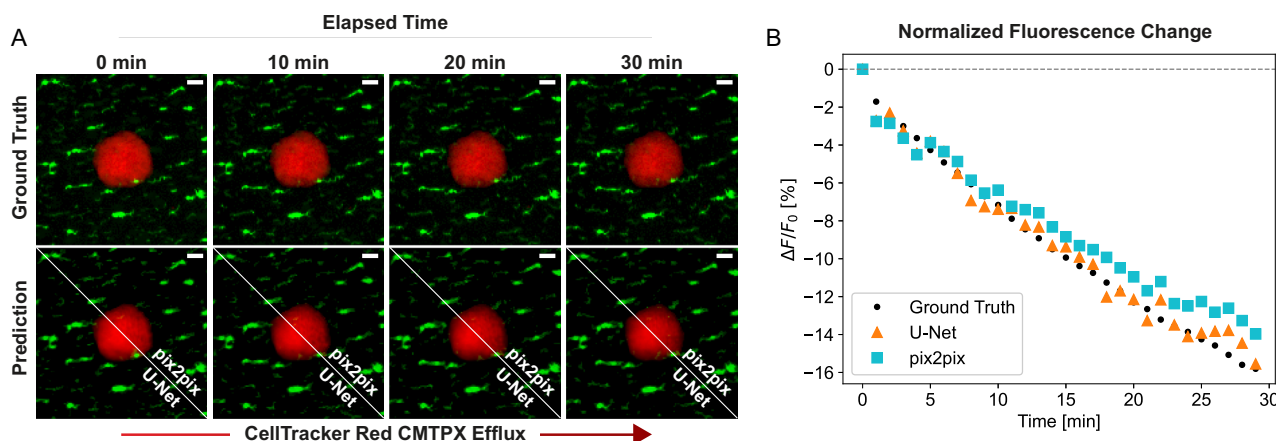 A
Elapsed Time
0 min 10 min 20 min 30 min
Ground Truth
Prediction
pix2pix
U-Net
pix2pix
U-Net
pix2pix
U-Net
pix2pix
U-Net
CellTracker Red CMTPX Efflux
B
Normalized Fluorescence Change
ΔF/F0 [%]
0
−2
−4
−6
−8
−10
−12
−14
−16
Ground Truth
U-Net
pix2pix
0 5 10 15 20 25 30
Time [min]